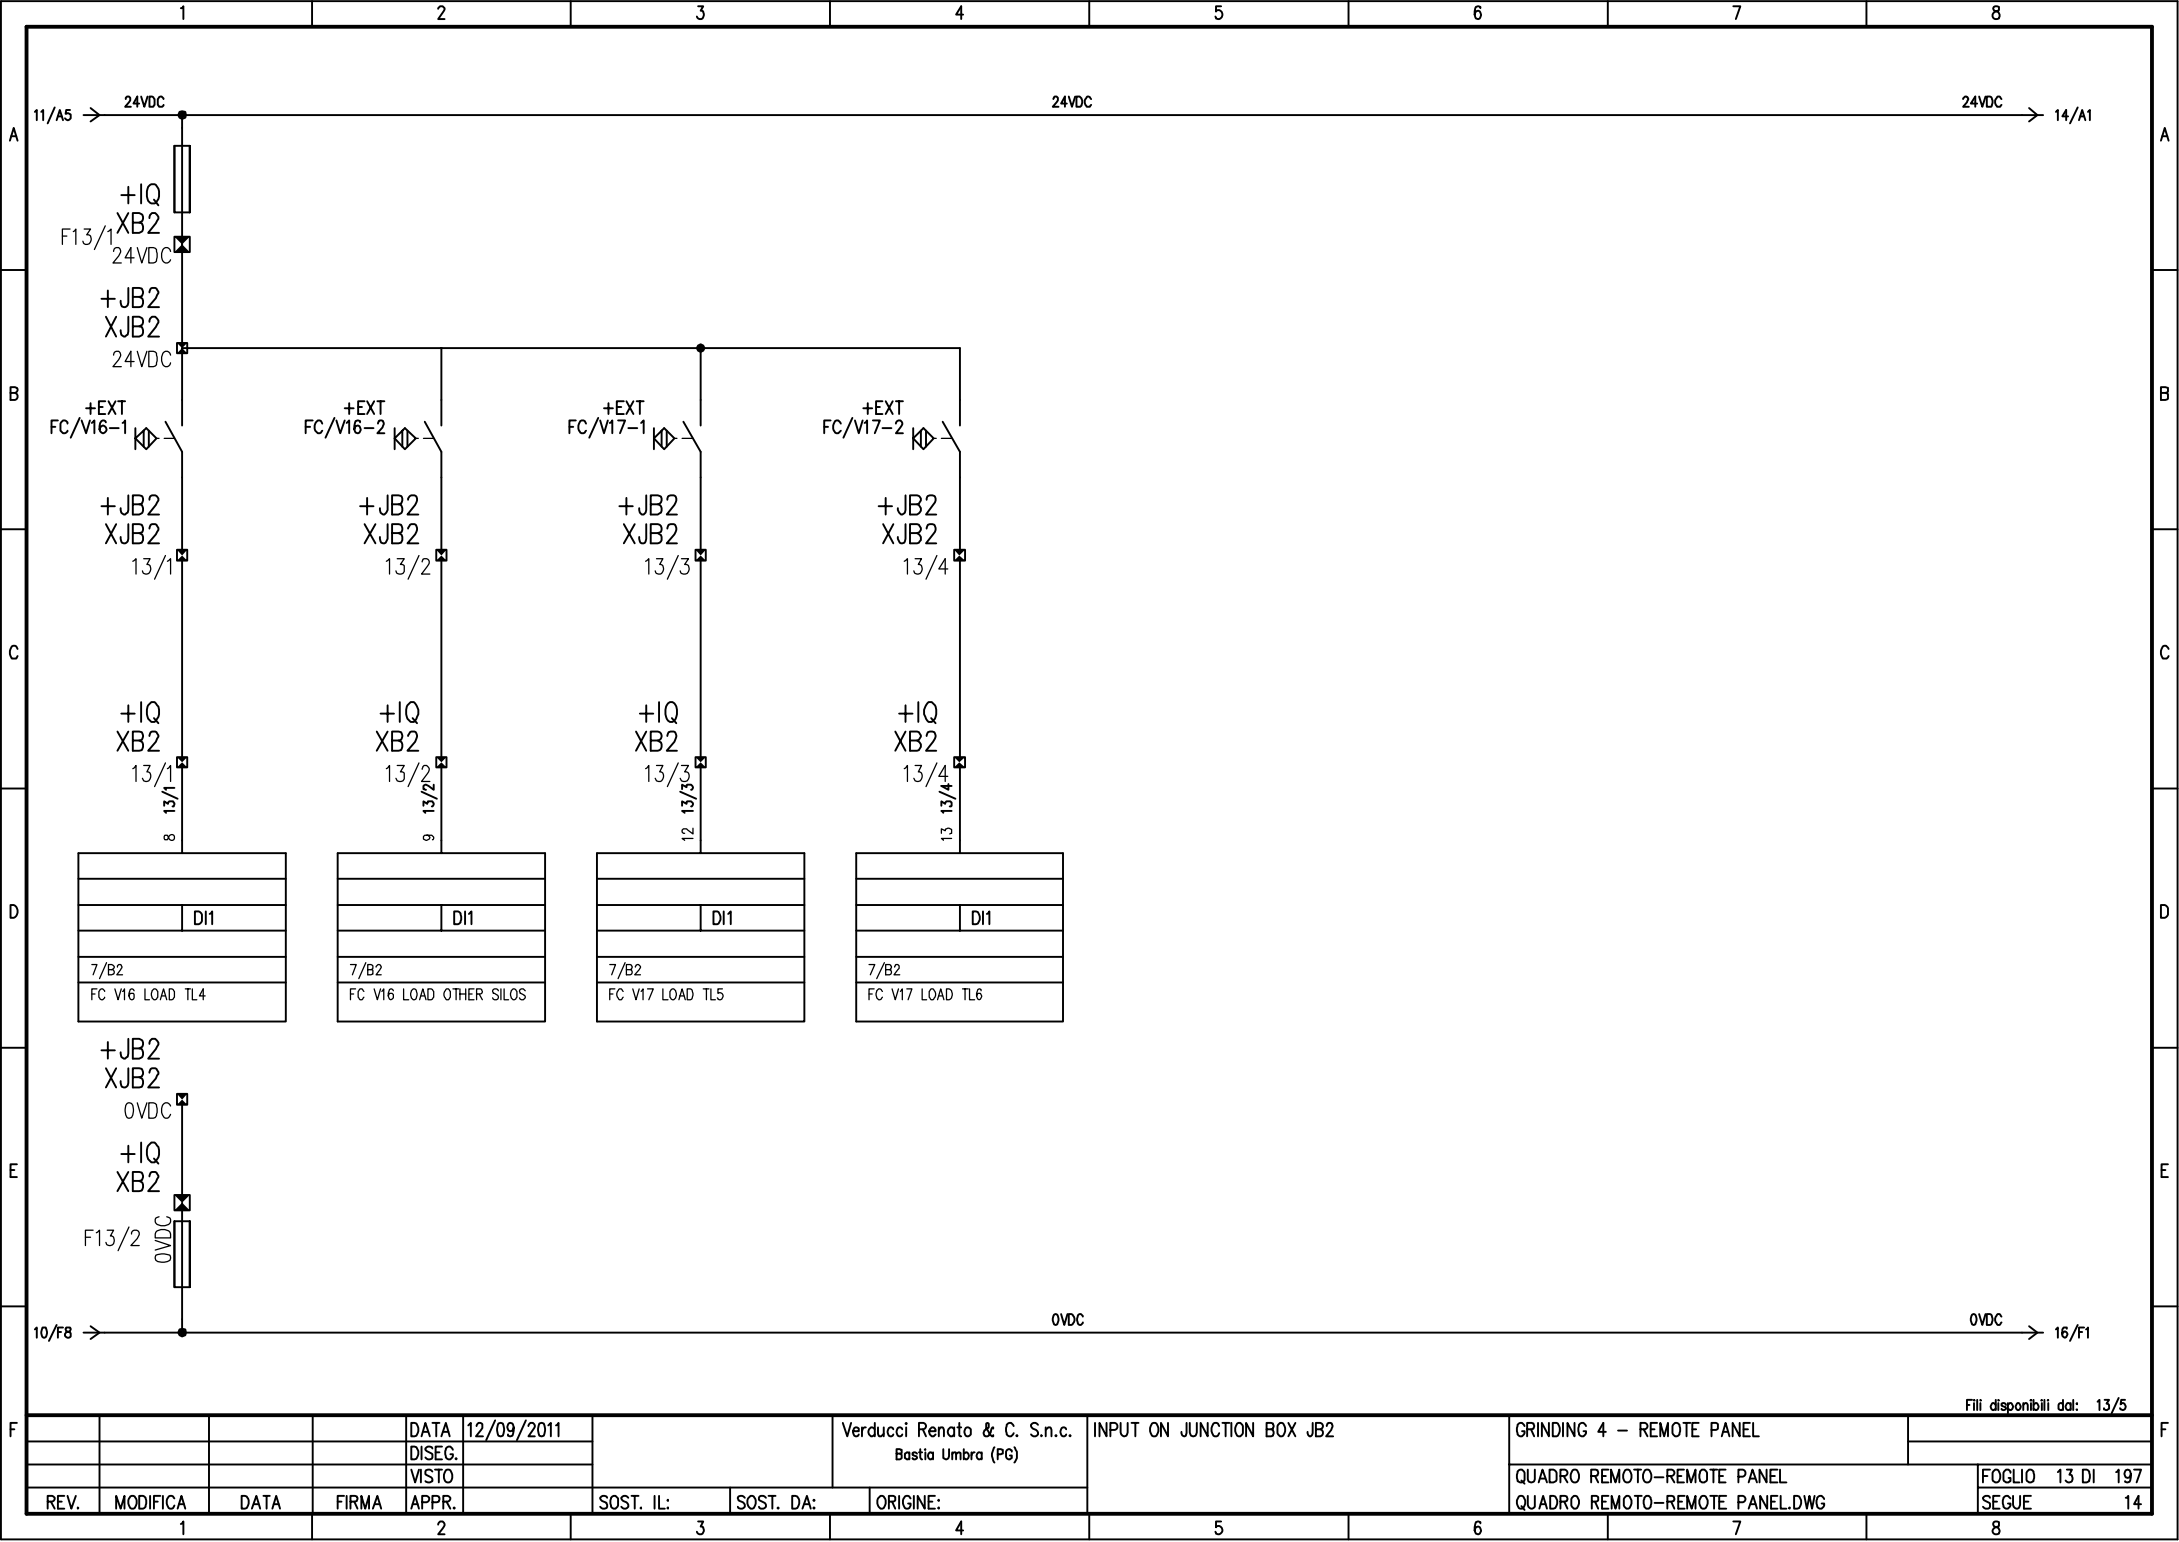 1 2 3 4 5 6 7 8
24VDC 24VDC 24VDC
11/A5 14/A1
A A
+IQ
XB2
F13/1
24VDC
+JB2
XJB2
24VDC
B B
+EXT +EXT +EXT +EXT
FC/V16-1 FC/V16-2 FC/V17-1 FC/V17-2
+JB2 +JB2 +JB2 +JB2
XJB2 XJB2 XJB2 XJB2
13/1 13/2 13/3 13/4
C C
+IQ +IQ +IQ +IQ
XB2 XB2 XB2 XB2
13/1 13/2 13/3 13/4
13/1 13/2 13/3 13/4
8 9 12 13
D D
DI1 DI1 DI1 DI1
7/B2 7/B2 7/B2 7/B2
FC V16 LOAD TL4 FC V16 LOAD OTHER SILOS FC V17 LOAD TL5 FC V17 LOAD TL6
+JB2
XJB2
0VDC
+IQ
XB2
E E
F13/2 0VDC
0VDC 0VDC
10/F8 16/F1
Fili disponibili dal: 13/5
F F
DATA 12/09/2011 Verducci Renato & C. S.n.c. INPUT ON JUNCTION BOX JB2 GRINDING 4 - REMOTE PANEL
DISEG. Bastia Umbra (PG)
VISTO QUADRO REMOTO-REMOTE PANEL FOGLIO 13 DI 197
REV. MODIFICA DATA FIRMA APPR. SOST. IL: SOST. DA: ORIGINE: QUADRO REMOTO-REMOTE PANEL.DWG SEGUE 14
1 2 3 4 5 6 7 8